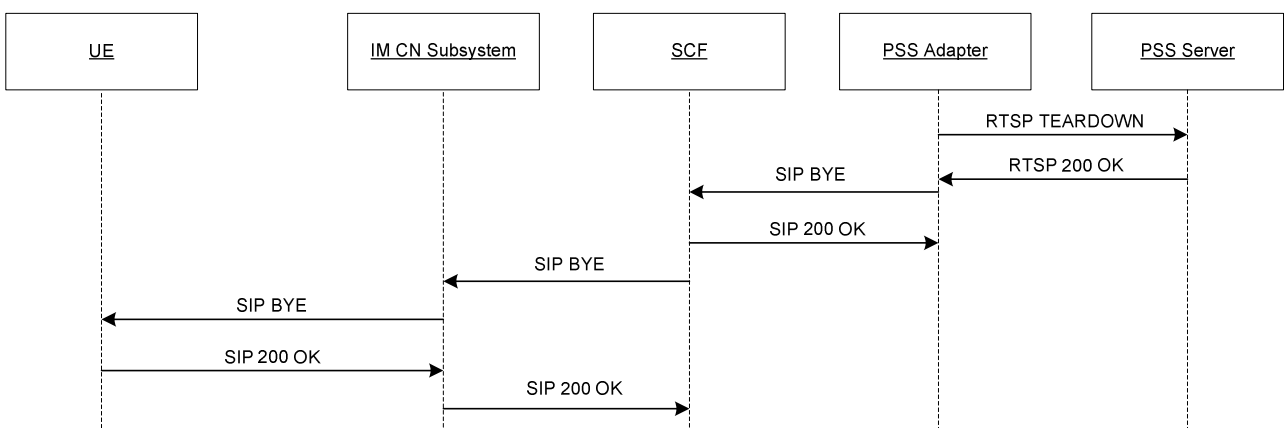 UE
IM CN Subsystem
SCF
PSS Adapter
PSS Server
RTSP TEARDOWN
RTSP 200 OK
SIP BYE
SIP 200 OK
SIP BYE
SIP BYE
SIP 200 OK
SIP 200 OK